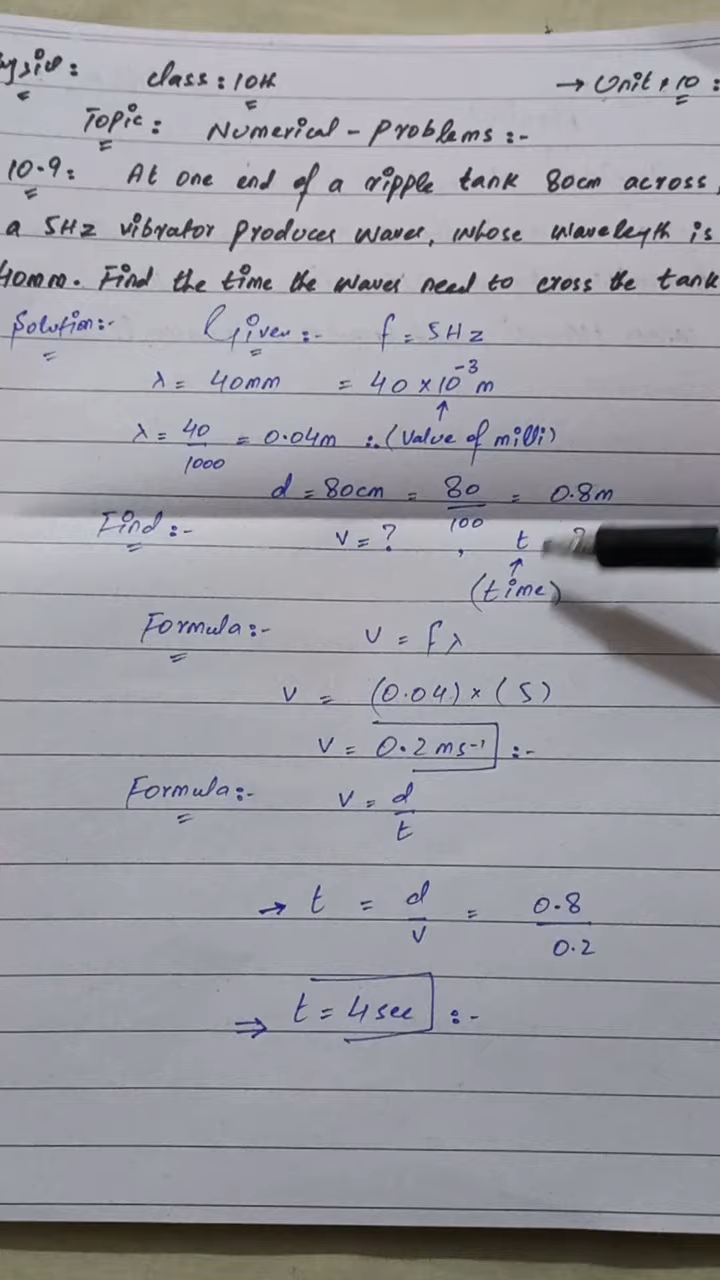 class: 10th → Unit # 10:
Topic: Numerical - Problems:-
10.9: At one end of a ripple tank 80cm across,
a 5Hz vibrator produces waves, whose wavelength is
40mm. Find the time the waves need to cross the tank
Solution:- Given:- f = 5Hz
λ = 40mm = 40 × 10⁻³ m
↑
λ = 40/1000 = 0.04m ∴ (Value of milli)
d = 80cm = 80/100 = 0.8m
Find:- v = ? , t ?
↑
(time)
Formula:- v = fλ
v = (0.04) × (5)
v = 0.2 ms⁻¹ :-
Formula:- v = d/t
→ t = d/v = 0.8/0.2
⇒ t = 4 sec :-